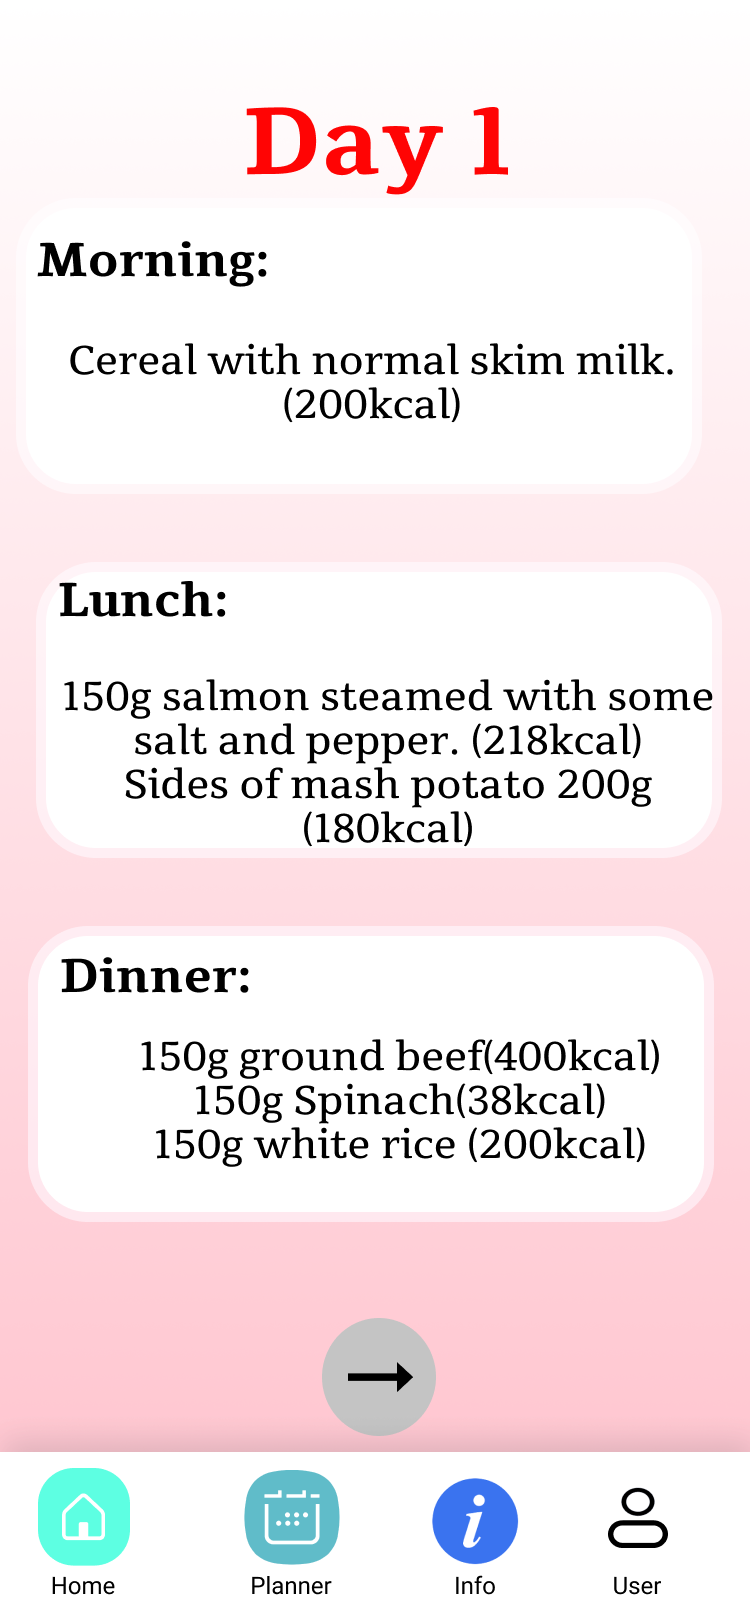 Day 1
Morning:
Cereal with normal skim milk.
(200kcal)
Lunch:
150g salmon steamed with some
salt and pepper. (218kcal)
Sides of mash potato 200g
(180kcal)
Dinner:
150g ground beef(400kcal)
150g Spinach(38kcal)
150g white rice (200kcal)
Home
Planner
Info
User